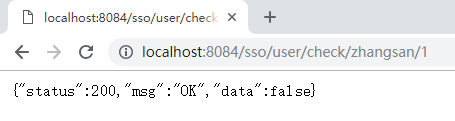 localhost:8084/sso/user/check
localhost:8084/sso/user/check/zhangsan/1
{"status":200,"msg":"OK","data":false}